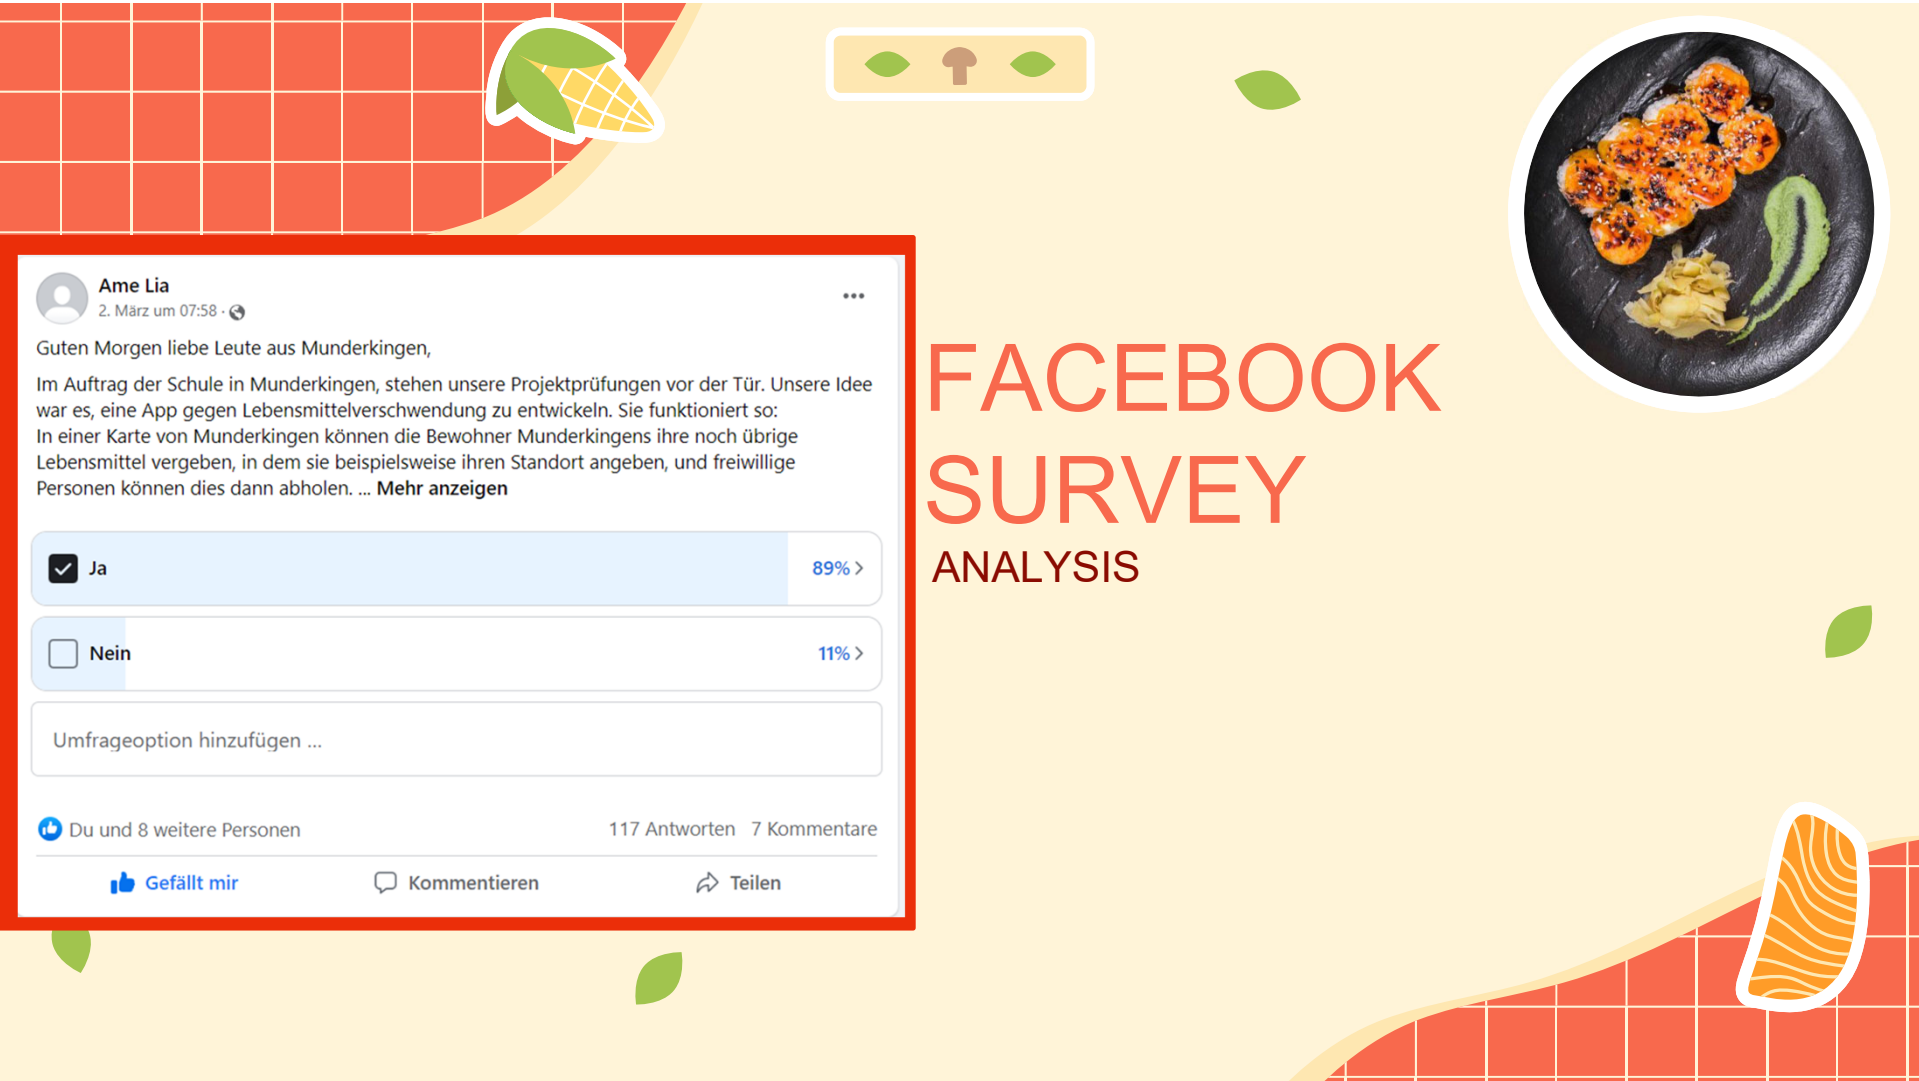 Ame Lia
2. März um 07:58 ·
Guten Morgen liebe Leute aus Munderkingen,
Im Auftrag der Schule in Munderkingen, stehen unsere Projektprüfungen vor der Tür. Unsere Idee
war es, eine App gegen Lebensmittelverschwendung zu entwickeln. Sie funktioniert so:
In einer Karte von Munderkingen können die Bewohner Munderkingens ihre noch übrige
Lebensmittel vergeben, in dem sie beispielsweise ihren Standort angeben, und freiwillige
Personen können dies dann abholen. ... Mehr anzeigen
Ja 89%
Nein 11%
Umfrageoption hinzufügen ...
Du und 8 weitere Personen 117 Antworten 7 Kommentare
Gefällt mir Kommentieren Teilen
FACEBOOK
SURVEY
ANALYSIS